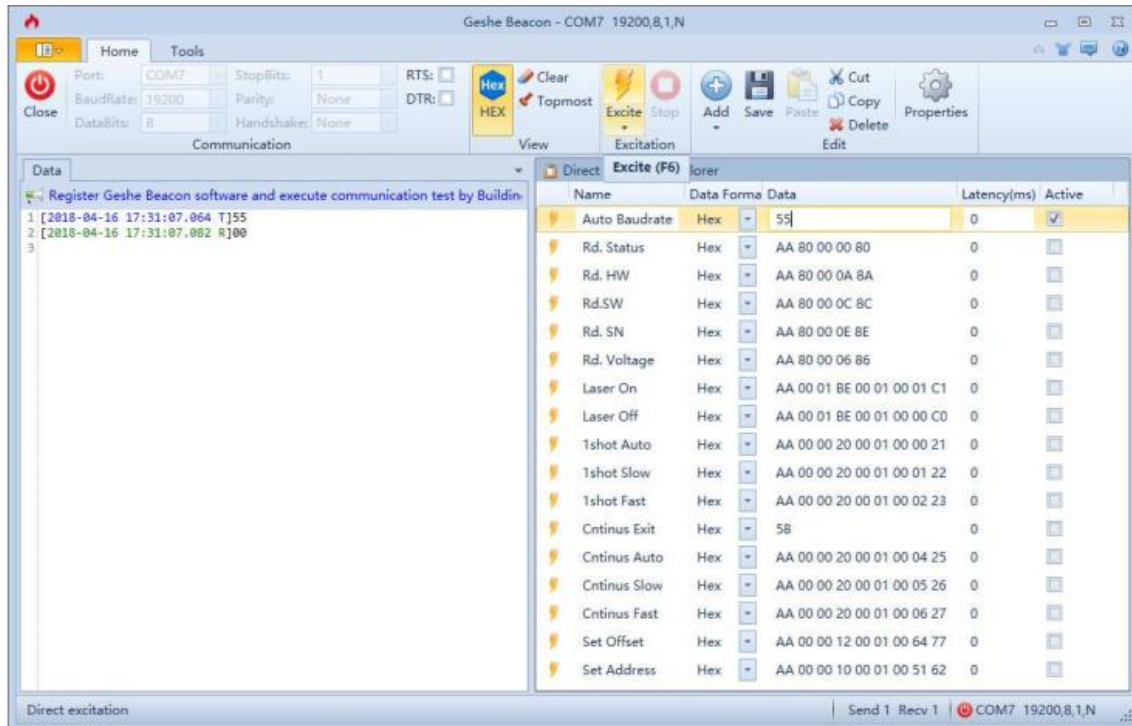 Geshe Beacon - COM7 19200,8,1,N
Home Tools
Port: COM7 StopBits: 1 RTS: Hex Clear Cut
Close BaudRate: 19200 Parity: None DTR: HEX Topmost Excite Stop Add Save Paste Copy Properties
DataBits: 8 Handshake: None Delete
Communication View Excitation Edit
Data Direct Excite (F6) lorer
Register Geshe Beacon software and execute communication test by Buildin
1 [2018-04-16 17:31:07.064 T]55
2 [2018-04-16 17:31:07.082 R]00
3
Name Data Forma Data Latency(ms) Active
Auto Baudrate Hex 55 0
Rd. Status Hex AA 80 00 00 80 0
Rd. HW Hex AA 80 00 0A 8A 0
Rd.SW Hex AA 80 00 0C 8C 0
Rd. SN Hex AA 80 00 0E 8E 0
Rd. Voltage Hex AA 80 00 06 86 0
Laser On Hex AA 00 01 BE 00 01 00 01 C1 0
Laser Off Hex AA 00 01 BE 00 01 00 00 C0 0
1shot Auto Hex AA 00 00 20 00 01 00 00 21 0
1shot Slow Hex AA 00 00 20 00 01 00 01 22 0
1shot Fast Hex AA 00 00 20 00 01 00 02 23 0
Cntinus Exit Hex 58 0
Cntinus Auto Hex AA 00 00 20 00 01 00 04 25 0
Cntinus Slow Hex AA 00 00 20 00 01 00 05 26 0
Cntinus Fast Hex AA 00 00 20 00 01 00 06 27 0
Set Offset Hex AA 00 00 12 00 01 00 64 77 0
Set Address Hex AA 00 00 10 00 01 00 51 62 0
Direct excitation Send 1 Recv 1 COM7 19200,8,1,N